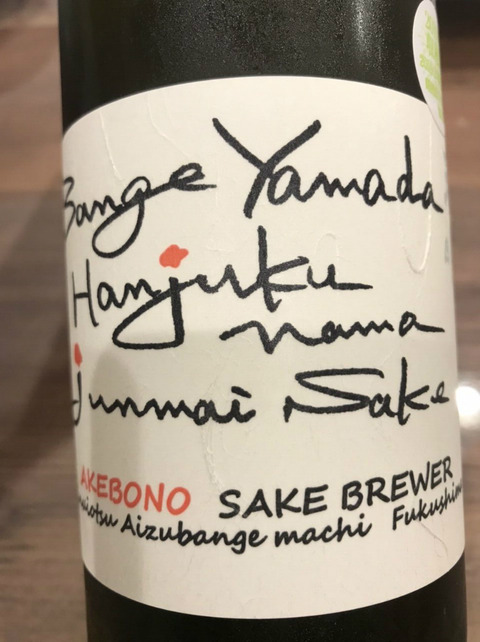 Bange Yamada
Hanjuku
nama
junmai Sake
AKEBONO SAKE BREWER
Aizubange machi Fukushima